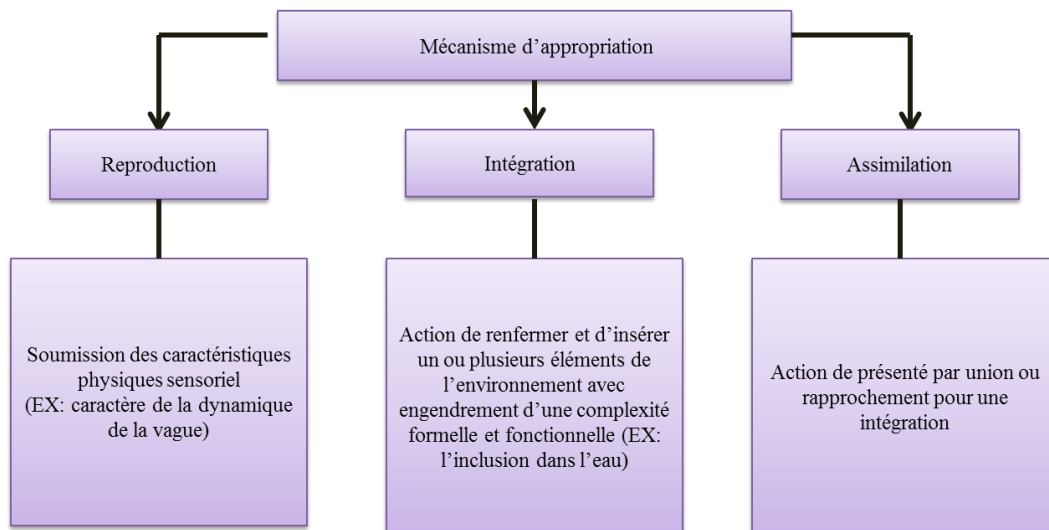 Mécanisme d’appropriation
Reproduction
Intégration
Assimilation
Soumission des caractéristiques
physiques sensoriel
(EX: caractère de la dynamique
de la vague)
Action de renfermer et d’insérer
un ou plusieurs éléments de
l’environnement avec
engendrement d’une complexité
formelle et fonctionnelle (EX:
l’inclusion dans l’eau)
Action de présenté par union ou
rapprochement pour une
intégration